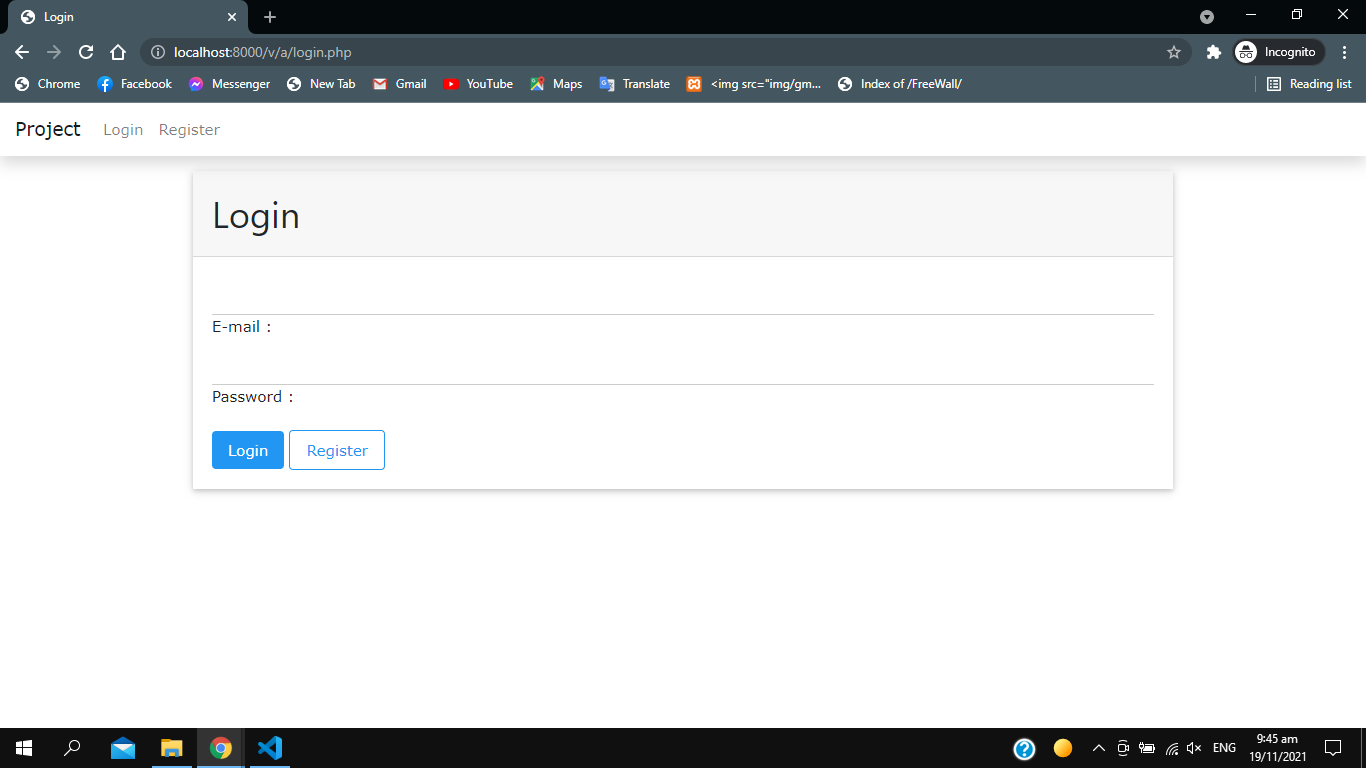 Login
localhost:8000/v/a/login.php
Incognito
Chrome Facebook Messenger New Tab Gmail YouTube Maps Translate <img src="img/gm... Index of /FreeWall/ Reading list
Project Login Register
Login
E-mail :
Password :
Login Register
ENG
9:45 am
19/11/2021